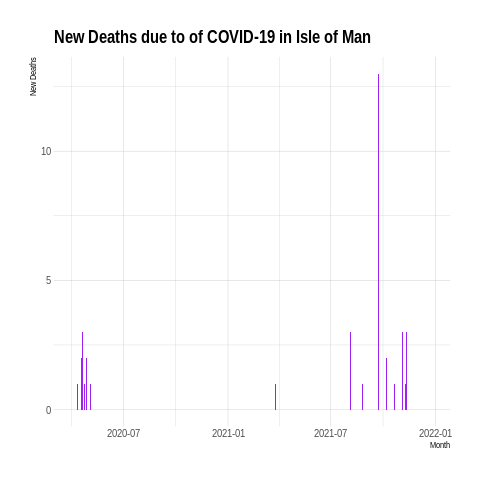 New Deaths due to of COVID-19 in Isle of Man
New Deaths
10
5
0
2020-07 2021-01 2021-07 2022-01
Month